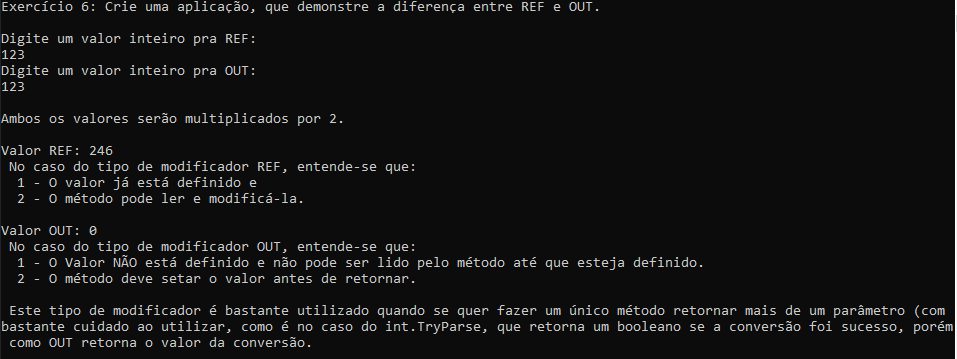 Exercício 6: Crie uma aplicação, que demonstre a diferença entre REF e OUT.
Digite um valor inteiro pra REF:
123
Digite um valor inteiro pra OUT:
123
Ambos os valores serão multiplicados por 2.
Valor REF: 246
No caso do tipo de modificador REF, entende-se que:
1 - O valor já está definido e
2 - O método pode ler e modificá-la.
Valor OUT: 0
No caso do tipo de modificador OUT, entende-se que:
1 - O Valor NÃO está definido e não pode ser lido pelo método até que esteja definido.
2 - O método deve setar o valor antes de retornar.
Este tipo de modificador é bastante utilizado quando se quer fazer um único método retornar mais de um parâmetro (com
bastante cuidado ao utilizar, como é no caso do int.TryParse, que retorna um booleano se a conversão foi sucesso, porém
como OUT retorna o valor da conversão.